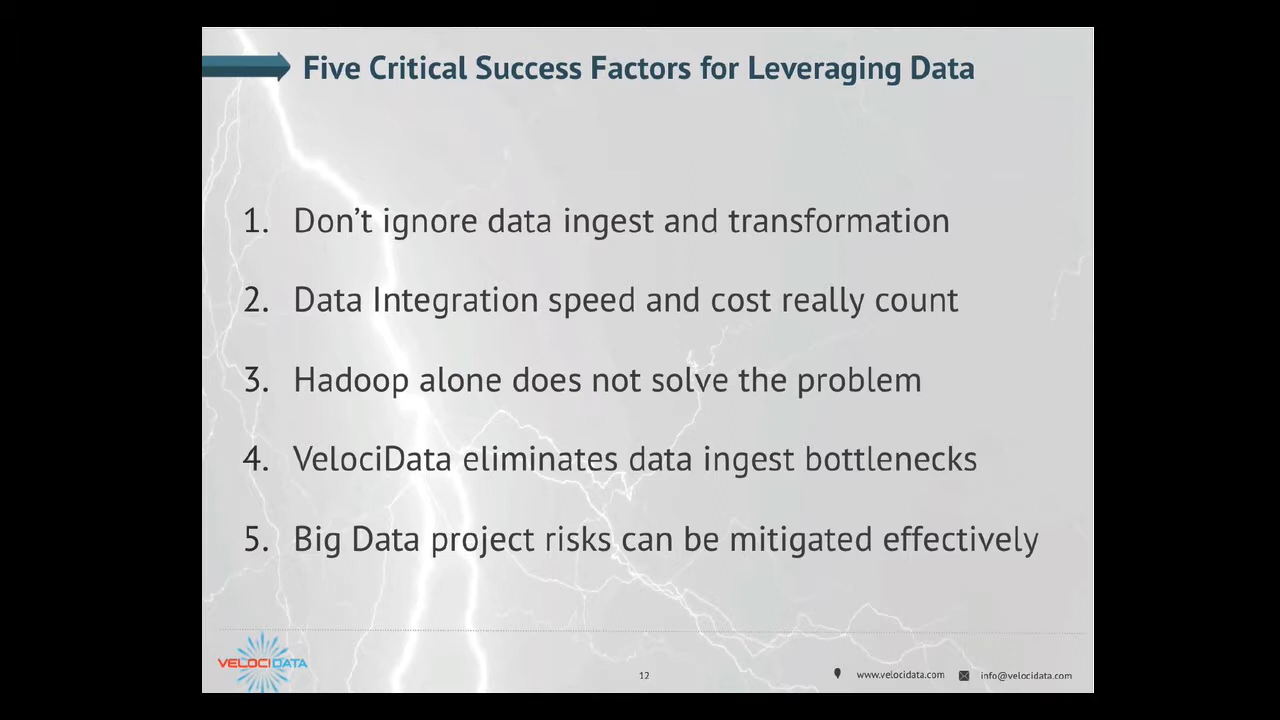 Five Critical Success Factors for Leveraging Data
1. Don’t ignore data ingest and transformation
2. Data Integration speed and cost really count
3. Hadoop alone does not solve the problem
4. VelociData eliminates data ingest bottlenecks
5. Big Data project risks can be mitigated effectively
VELOCIDATA
12
www.velocidata.com
info@velocidata.com